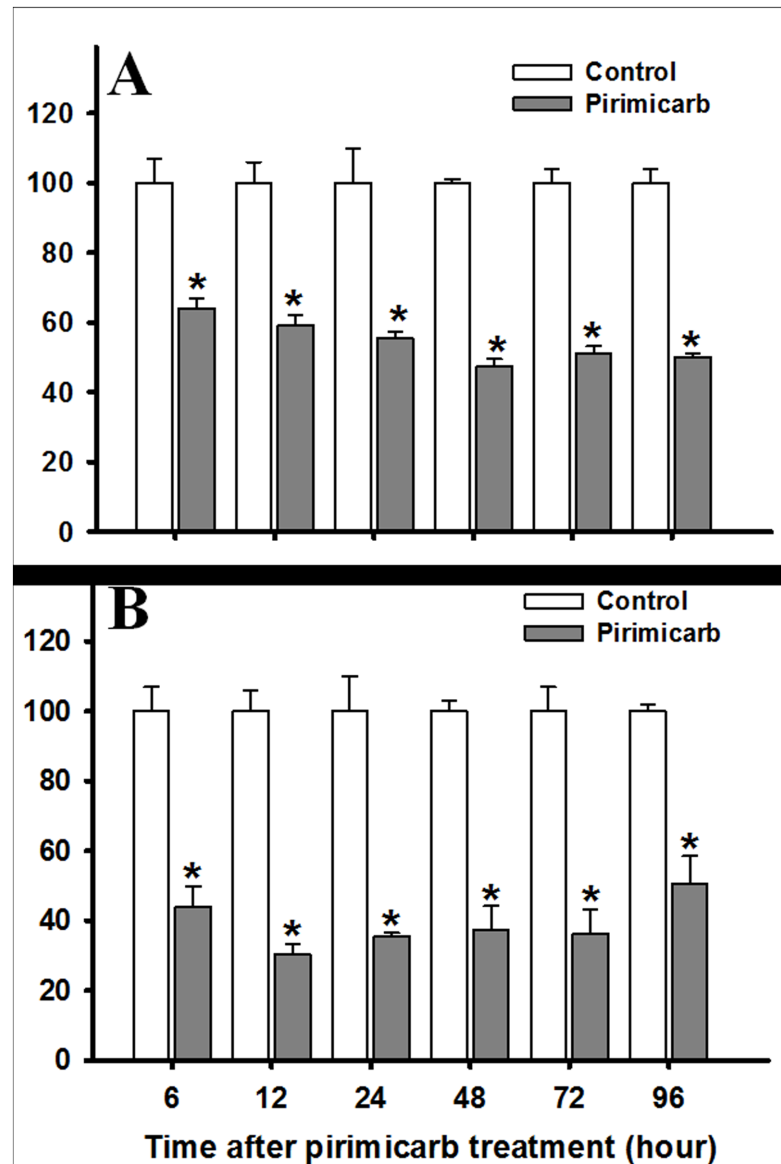 A
Control
Pirimicarb
120
100
80
60
40
20
0
* * * * * *
B
Control
Pirimicarb
120
100
80
60
40
20
0
* * * * * *
6 12 24 48 72 96
Time after pirimicarb treatment (hour)